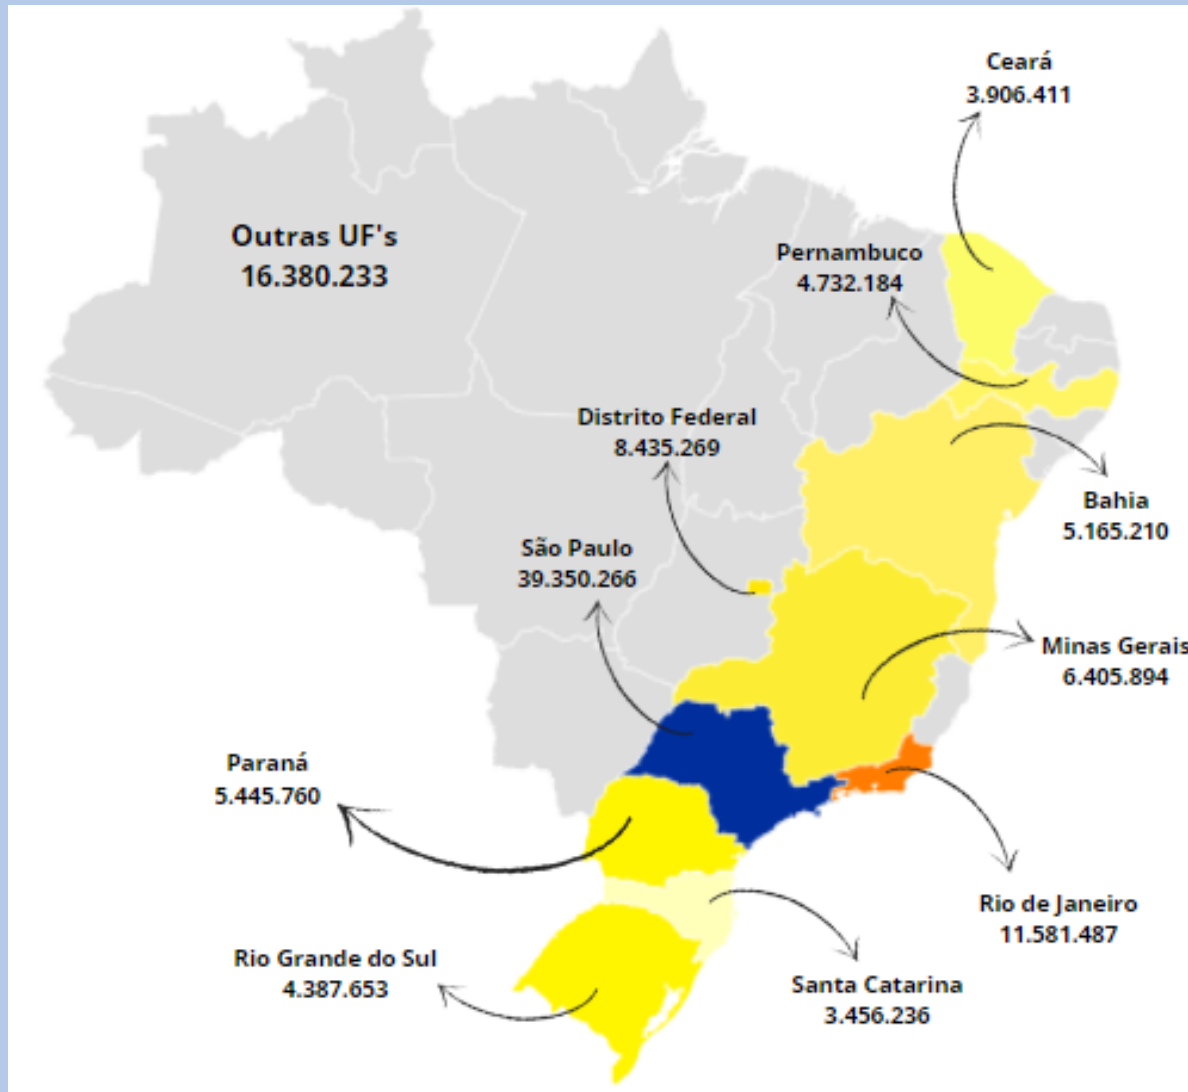 Ceará
3.906.411
Outras UF's
16.380.233
Pernambuco
4.732.184
Distrito Federal
8.435.269
Bahia
5.165.210
São Paulo
39.350.266
Minas Gerais
6.405.894
Paraná
5.445.760
Rio de Janeiro
11.581.487
Rio Grande do Sul
4.387.653
Santa Catarina
3.456.236